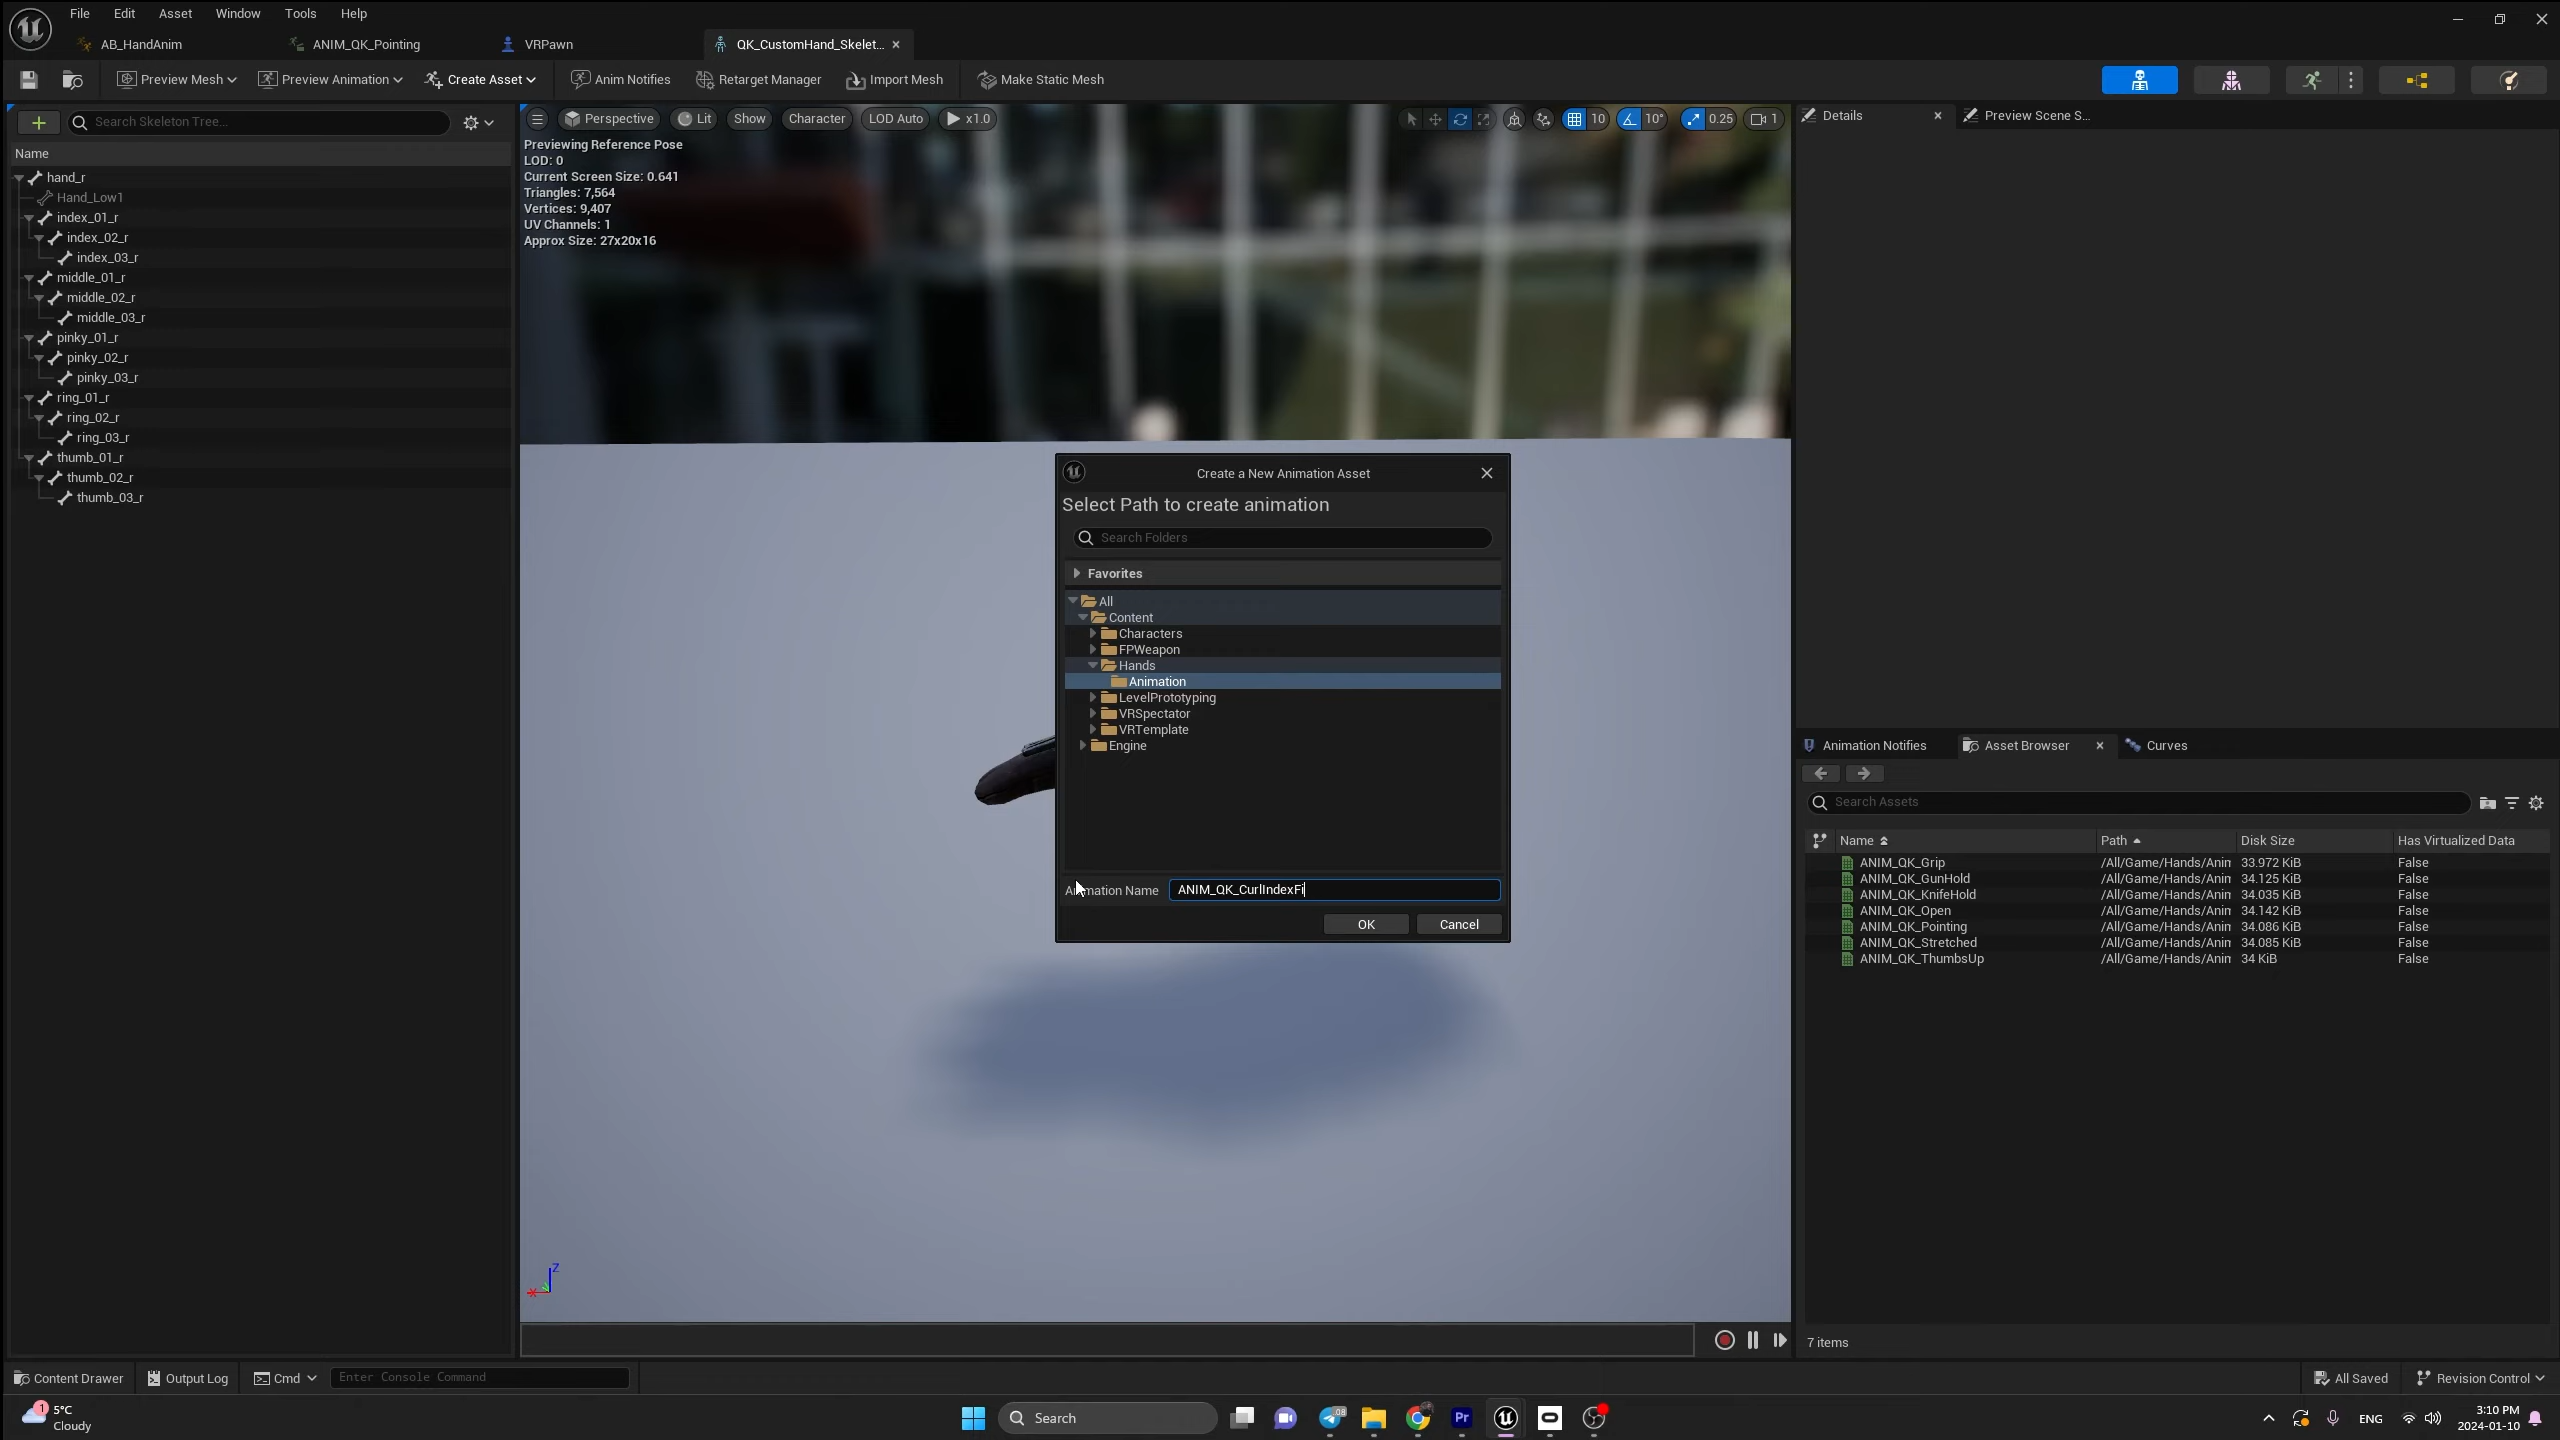 File Edit Asset Window Tools Help
AB_HandAnim ANIM_QK_Pointing VRPawn QK_CustomHand_Skelet...
Preview Mesh Preview Animation Create Asset Anim Notifies Retarget Manager Import Mesh Make Static Mesh
Search Skeleton Tree...
Name
hand_r
Hand_Low1
index_01_r
index_02_r
index_03_r
middle_01_r
middle_02_r
middle_03_r
pinky_01_r
pinky_02_r
pinky_03_r
ring_01_r
ring_02_r
ring_03_r
thumb_01_r
thumb_02_r
thumb_03_r
Perspective Lit Show Character LOD Auto x1.0 10 10° 0.25 1
Previewing Reference Pose
LOD: 0
Current Screen Size: 0.641
Triangles: 7,564
Vertices: 9,407
UV Channels: 1
Approx Size: 27x20x16
Create a New Animation Asset
Select Path to create animation
Search Folders
Favorites
All
Content
Characters
FPWeapon
Hands
Animation
LevelPrototyping
VRSpectator
VRTemplate
Engine
Animation Name ANIM_QK_CurlIndexFi
OK Cancel
Z
X
Details Preview Scene S...
Animation Notifies Asset Browser Curves
Search Assets
Name Path Disk Size Has Virtualized Data
ANIM_QK_Grip /All/Game/Hands/Anim 33.972 KiB False
ANIM_QK_GunHold /All/Game/Hands/Anim 34.125 KiB False
ANIM_QK_KnifeHold /All/Game/Hands/Anim 34.035 KiB False
ANIM_QK_Open /All/Game/Hands/Anim 34.142 KiB False
ANIM_QK_Pointing /All/Game/Hands/Anim 34.086 KiB False
ANIM_QK_Stretched /All/Game/Hands/Anim 34.085 KiB False
ANIM_QK_ThumbsUp /All/Game/Hands/Anim 34 KiB False
7 items
Content Drawer Output Log Cmd Enter Console Command All Saved Revision Control
1 5°C
Cloudy
Search
.08
Pr
ENG
3:10 PM
2024-01-10